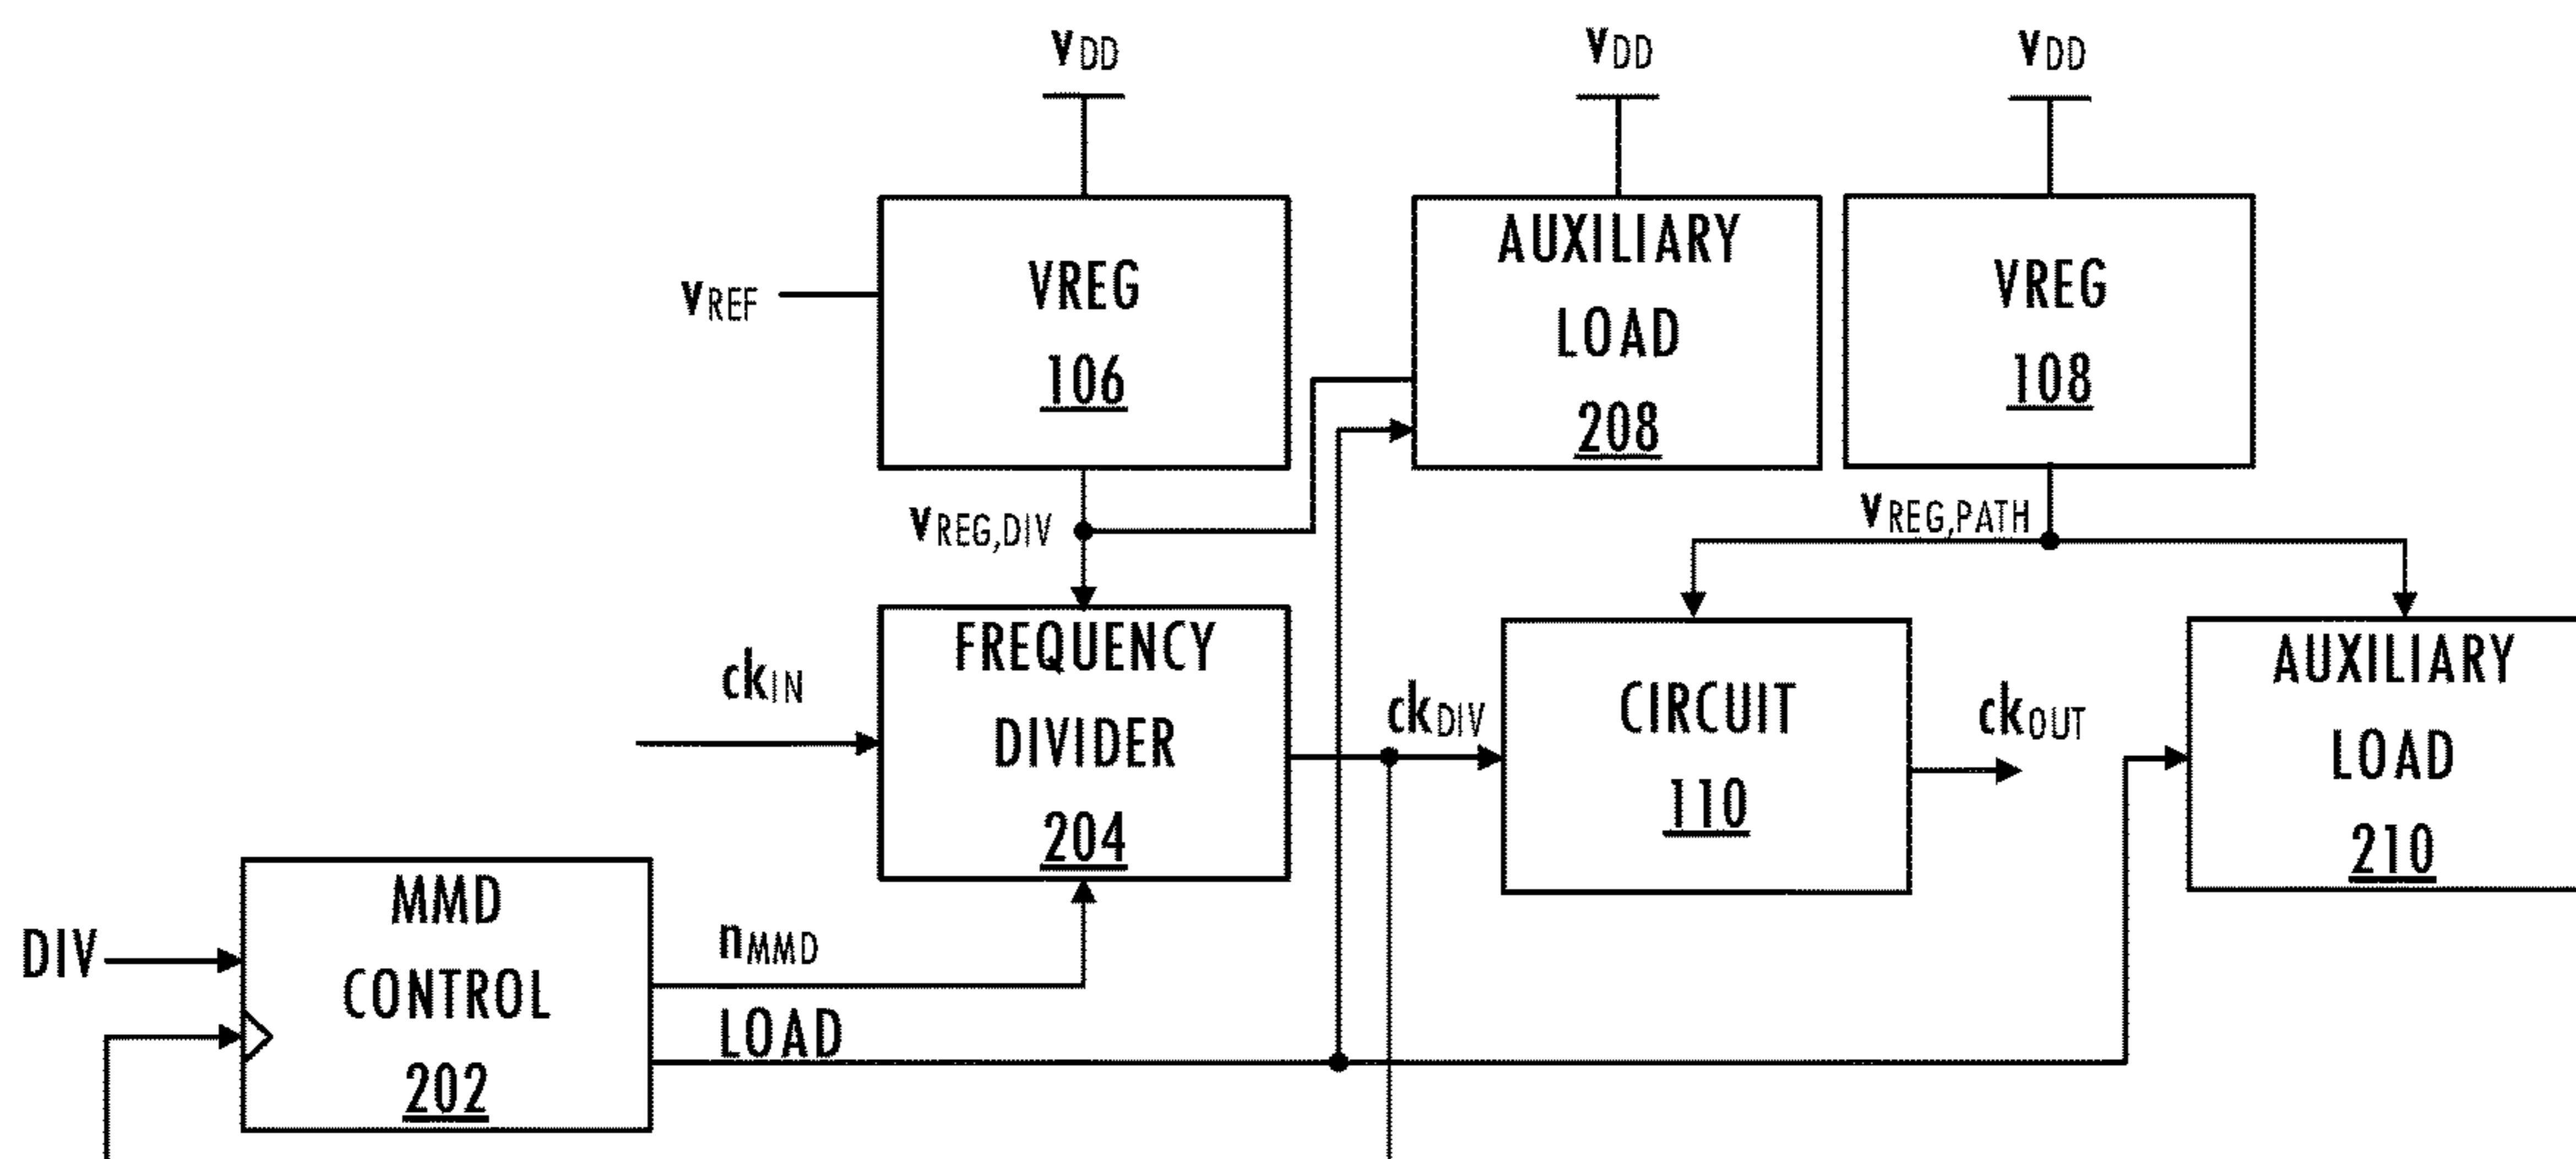 vDD
vDD
vDD
vREF
VREG
106
AUXILIARY
LOAD
208
VREG
108
vREG,DIV
vREG,PATH
ckIN
FREQUENCY
DIVIDER
204
ckDIV
CIRCUIT
110
ckOUT
AUXILIARY
LOAD
210
DIV
MMD
CONTROL
202
nMMD
LOAD